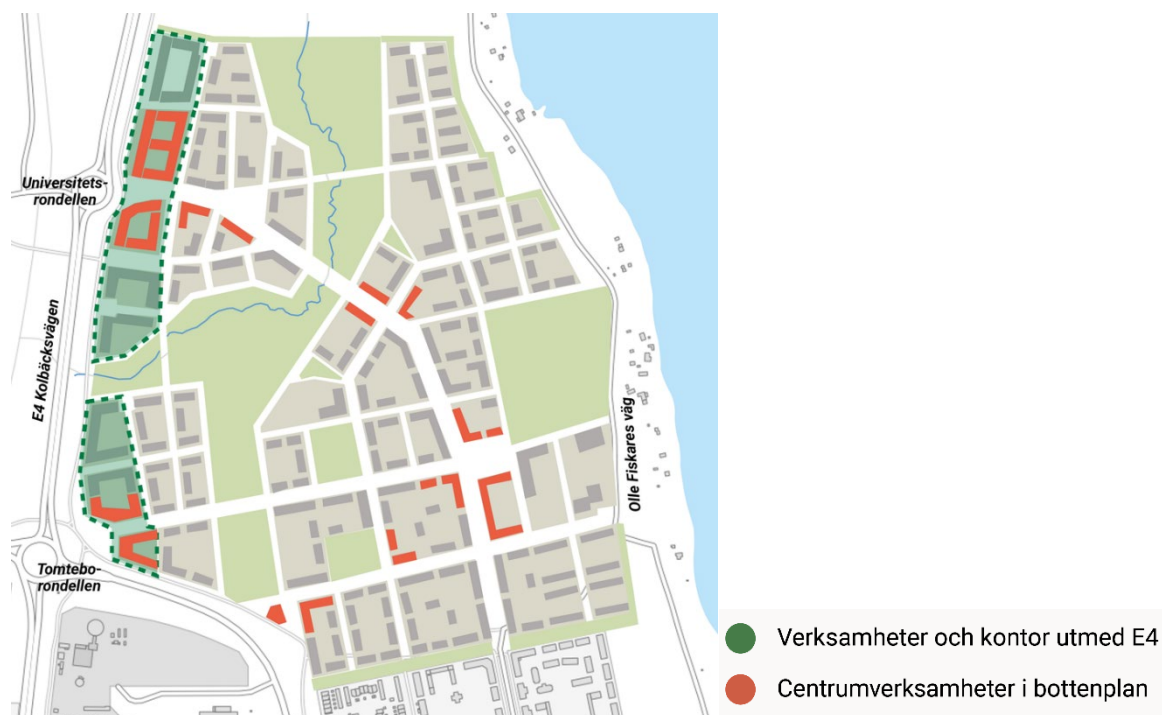 Universitets-
rondellen
E4 Kolbäcksvägen
Olle Fiskares väg
Tomtebo-
rondellen
Verksamheter och kontor utmed E4
Centrumverksamheter i bottenplan